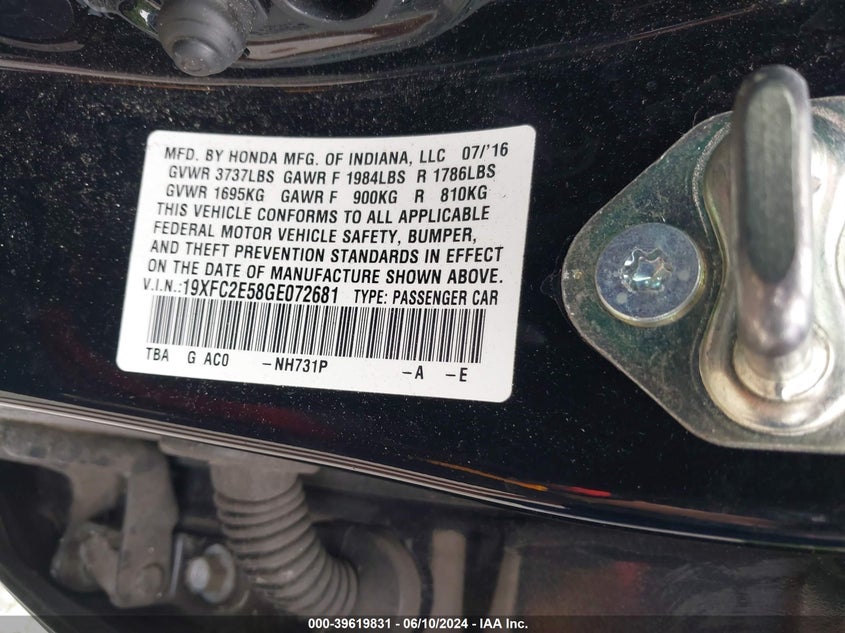 MFD. BY HONDA MFG. OF INDIANA, LLC 07/'16
GVWR 3737LBS GAWR F 1984LBS R 1786LBS
GVWR 1695KG GAWR F 900KG R 810KG
THIS VEHICLE CONFORMS TO ALL APPLICABLE
FEDERAL MOTOR VEHICLE SAFETY, BUMPER,
AND THEFT PREVENTION STANDARDS IN EFFECT
ON THE DATE OF MANUFACTURE SHOWN ABOVE.
V.I.N.:19XFC2E58GE072681 TYPE: PASSENGER CAR
TBA G AC0 -NH731P -A -E
000-39619831 - 06/10/2024 - IAA Inc.